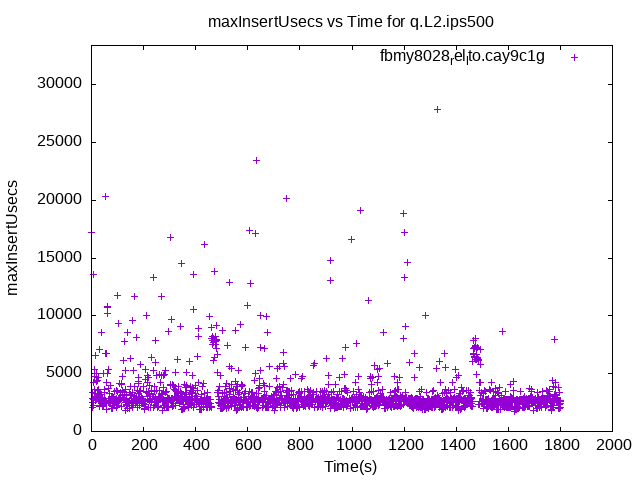 maxInsertUsecs vs Time for q.L2.ips500
fbmy8028relto.cay9c1g
maxInsertUsecs
30000
25000
20000
15000
10000
5000
0
0 200 400 600 800 1000 1200 1400 1600 1800 2000
Time(s)